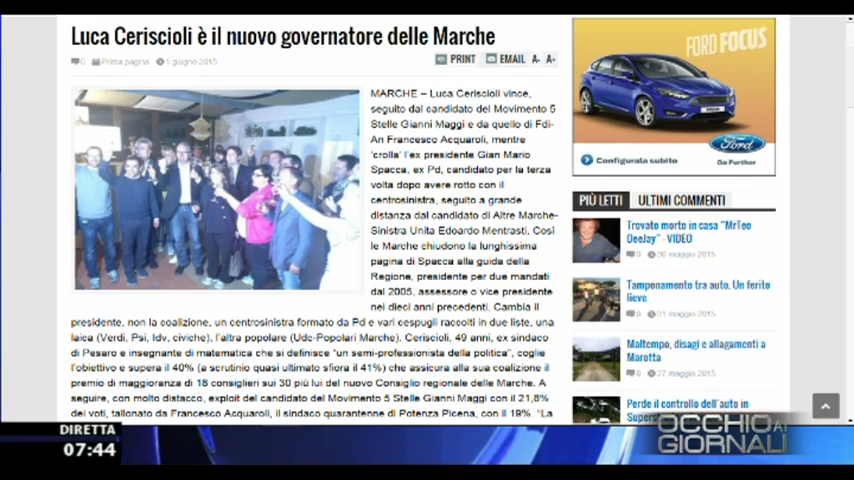 Luca Ceriscioli è il nuovo governatore delle Marche
0 Prima pagina 1 giugno 2015
PRINT EMAIL A- A+
MARCHE – Luca Ceriscioli vince,
seguito dal candidato del Movimento 5
Stelle Gianni Maggi e da quello di FdI-
An Francesco Acquaroli, mentre
'crolla' l'ex presidente Gian Mario
Spacca, ex Pd, candidato per la terza
volta dopo avere rotto con il
centrosinistra, seguito a grande
distanza dal candidato di Altre Marche-
Sinistra Unita Edoardo Mentrasti. Così
le Marche chiudono la lunghissima
pagina di Spacca alla guida della
Regione, presidente per due mandati
dal 2005, assessore o vice presidente
nei dieci anni precedenti. Cambia il
presidente, non la coalizione, un centrosinistra formato da Pd e vari cespugli raccolti in due liste, una
laica (Verdi, Psi, Idv, civiche), l'altra popolare (Udc-Popolari Marche). Ceriscioli, 49 anni, ex sindaco
di Pesaro e insegnante di matematica che si definisce "un semi-professionista della politica", coglie
l'obiettivo e supera il 40% (a scrutinio quasi ultimato sfiora il 41%) che assicura alla sua coalizione il
premio di maggioranza di 18 consiglieri sui 30 più lui del nuovo Consiglio regionale delle Marche. A
seguire, con molto distacco, exploit del candidato del Movimento 5 Stelle Gianni Maggi con il 21,8%
dei voti, tallonato da Francesco Acquaroli, il sindaco quarantenne di Potenza Picena, con il 19%. "La
FORD FOCUS
Ford
Configurala subito
Go Further
PIÙ LETTI ULTIMI COMMENTI
Trovato morto in casa "MrTeo
DeeJay" - VIDEO
0 30 maggio 2015
Tamponamento tra auto. Un ferito
lieve
0 31 maggio 2015
Maltempo, disagi e allagamenti a
Marotta
0 27 maggio 2015
Perde il controllo dell'auto in
DIRETTA
07:44
OCCHIO AI
GIORNALI